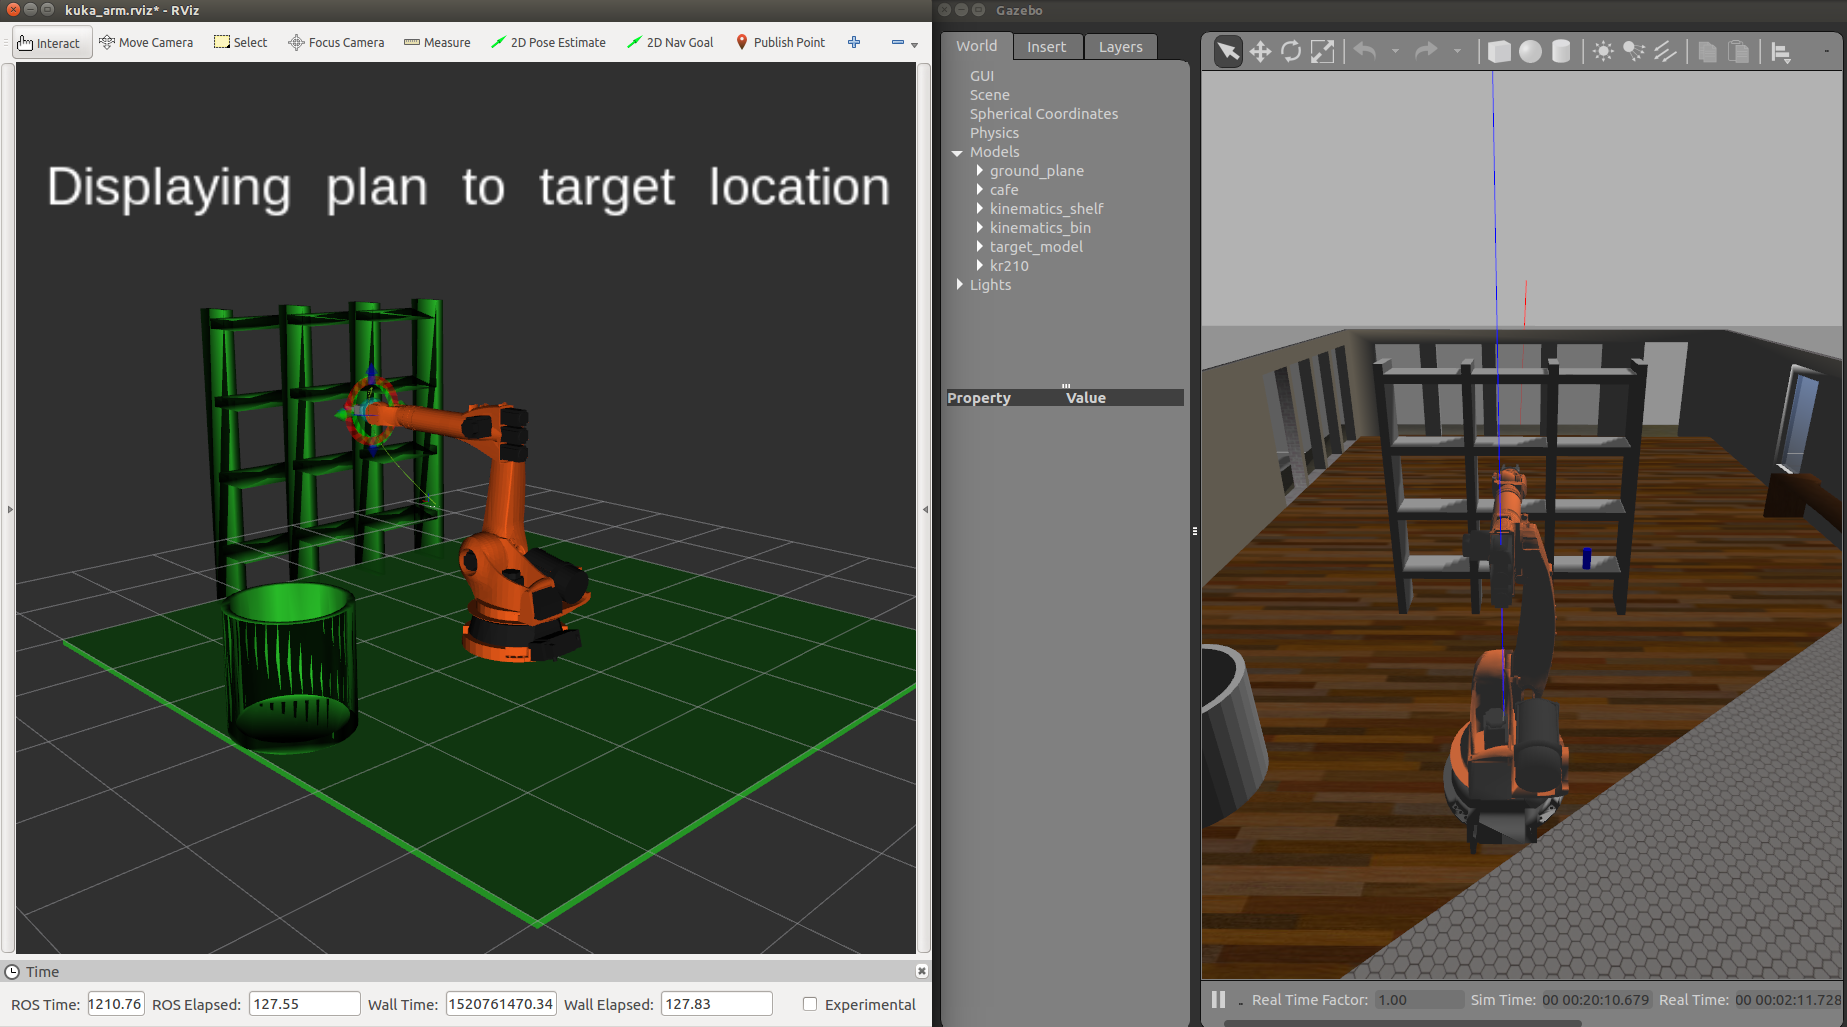 kuka_arm.rviz* - RViz
Interact Move Camera Select Focus Camera Measure 2D Pose Estimate 2D Nav Goal Publish Point
Displaying plan to target location
Time
ROS Time: 1210.76 ROS Elapsed: 127.55 Wall Time: 1520761470.34 Wall Elapsed: 127.83 Experimental
Gazebo
World Insert Layers
GUI
Scene
Spherical Coordinates
Physics
Models
ground_plane
cafe
kinematics_shelf
kinematics_bin
target_model
kr210
Lights
Property Value
Real Time Factor: 1.00 Sim Time: 00 00:20:10.679 Real Time: 00 00:02:11.728